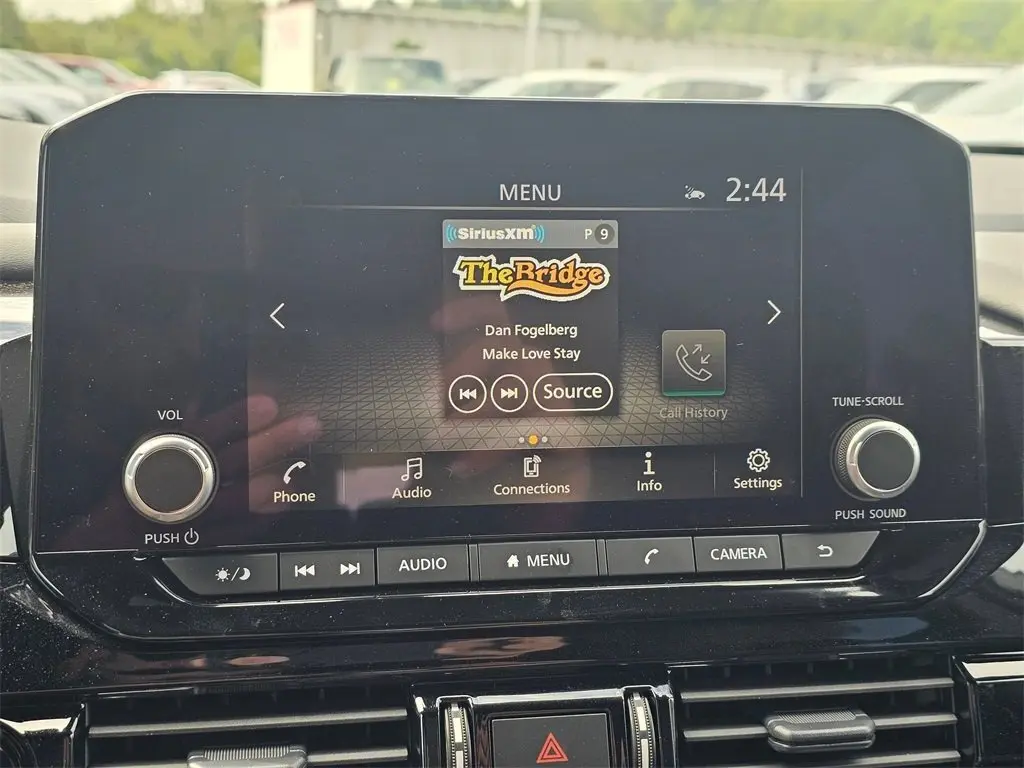 MENU
2:44
SiriusXM
P 9
The Bridge
Dan Fogelberg
Make Love Stay
Source
Call History
VOL
TUNE·SCROLL
Phone
Audio
Connections
Info
Settings
PUSH
PUSH SOUND
AUDIO
MENU
CAMERA